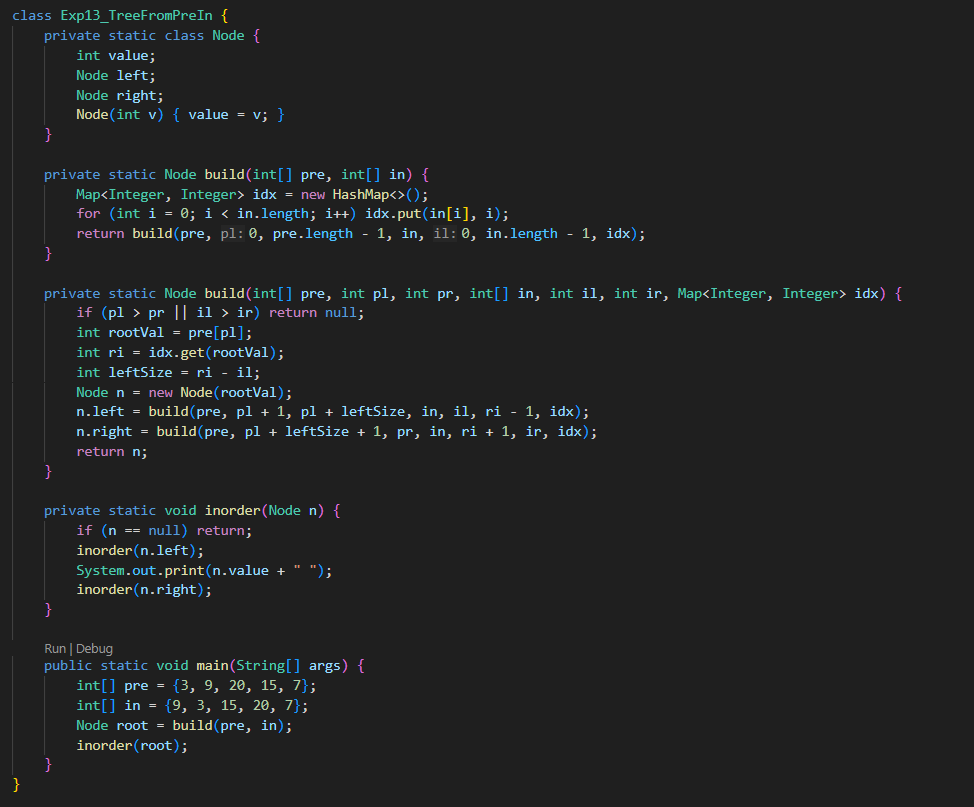 class Exp13_TreeFromPreIn {
    private static class Node {
        int value;
        Node left;
        Node right;
        Node(int v) { value = v; }
    }

    private static Node build(int[] pre, int[] in) {
        Map<Integer, Integer> idx = new HashMap<>();
        for (int i = 0; i < in.length; i++) idx.put(in[i], i);
        return build(pre, pl: 0, pre.length - 1, in, il: 0, in.length - 1, idx);
    }

    private static Node build(int[] pre, int pl, int pr, int[] in, int il, int ir, Map<Integer, Integer> idx) {
        if (pl > pr || il > ir) return null;
        int rootVal = pre[pl];
        int ri = idx.get(rootVal);
        int leftSize = ri - il;
        Node n = new Node(rootVal);
        n.left = build(pre, pl + 1, pl + leftSize, in, il, ri - 1, idx);
        n.right = build(pre, pl + leftSize + 1, pr, in, ri + 1, ir, idx);
        return n;
    }

    private static void inorder(Node n) {
        if (n == null) return;
        inorder(n.left);
        System.out.print(n.value + " ");
        inorder(n.right);
    }

    Run | Debug
    public static void main(String[] args) {
        int[] pre = {3, 9, 20, 15, 7};
        int[] in = {9, 3, 15, 20, 7};
        Node root = build(pre, in);
        inorder(root);
    }
}